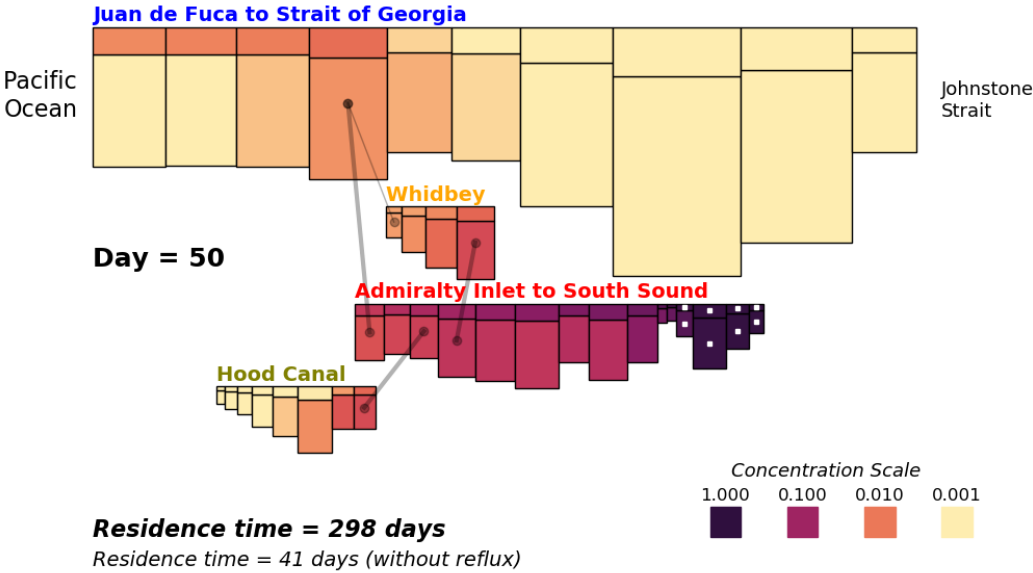 Juan de Fuca to Strait of Georgia
Pacific
Ocean
Johnstone
Strait
Whidbey
Day = 50
Admiralty Inlet to South Sound
Hood Canal
Concentration Scale
1.000 0.100 0.010 0.001
Residence time = 298 days
Residence time = 41 days (without reflux)